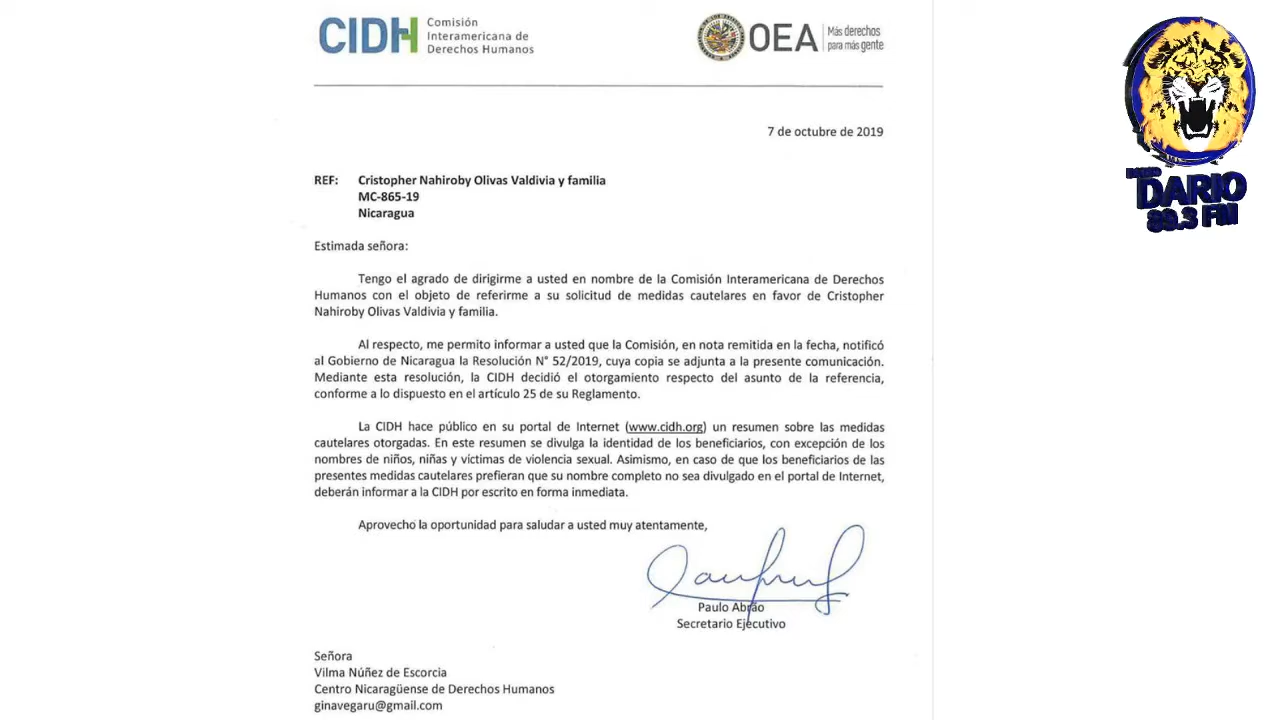 CIDH
Comisión
Interamericana de
Derechos Humanos
OEA
Más derechos
para más gente
7 de octubre de 2019
REF: Cristopher Nahiroby Olivas Valdivia y familia
MC-865-19
Nicaragua
Estimada señora:
Tengo el agrado de dirigirme a usted en nombre de la Comisión Interamericana de Derechos
Humanos con el objeto de referirme a su solicitud de medidas cautelares en favor de Cristopher
Nahiroby Olivas Valdivia y familia.
Al respecto, me permito informar a usted que la Comisión, en nota remitida en la fecha, notificó
al Gobierno de Nicaragua la Resolución N° 52/2019, cuya copia se adjunta a la presente comunicación.
Mediante esta resolución, la CIDH decidió el otorgamiento respecto del asunto de la referencia,
conforme a lo dispuesto en el artículo 25 de su Reglamento.
La CIDH hace público en su portal de Internet (www.cidh.org) un resumen sobre las medidas
cautelares otorgadas. En este resumen se divulga la identidad de los beneficiarios, con excepción de los
nombres de niños, niñas y víctimas de violencia sexual. Asimismo, en caso de que los beneficiarios de las
presentes medidas cautelares prefieran que su nombre completo no sea divulgado en el portal de Internet,
deberán informar a la CIDH por escrito en forma inmediata.
Aprovecho la oportunidad para saludar a usted muy atentamente,
Paulo Abrão
Secretario Ejecutivo
Señora
Vilma Núñez de Escorcia
Centro Nicaragüense de Derechos Humanos
ginavegaru@gmail.com
RADIO
DARIO
89.3 FM